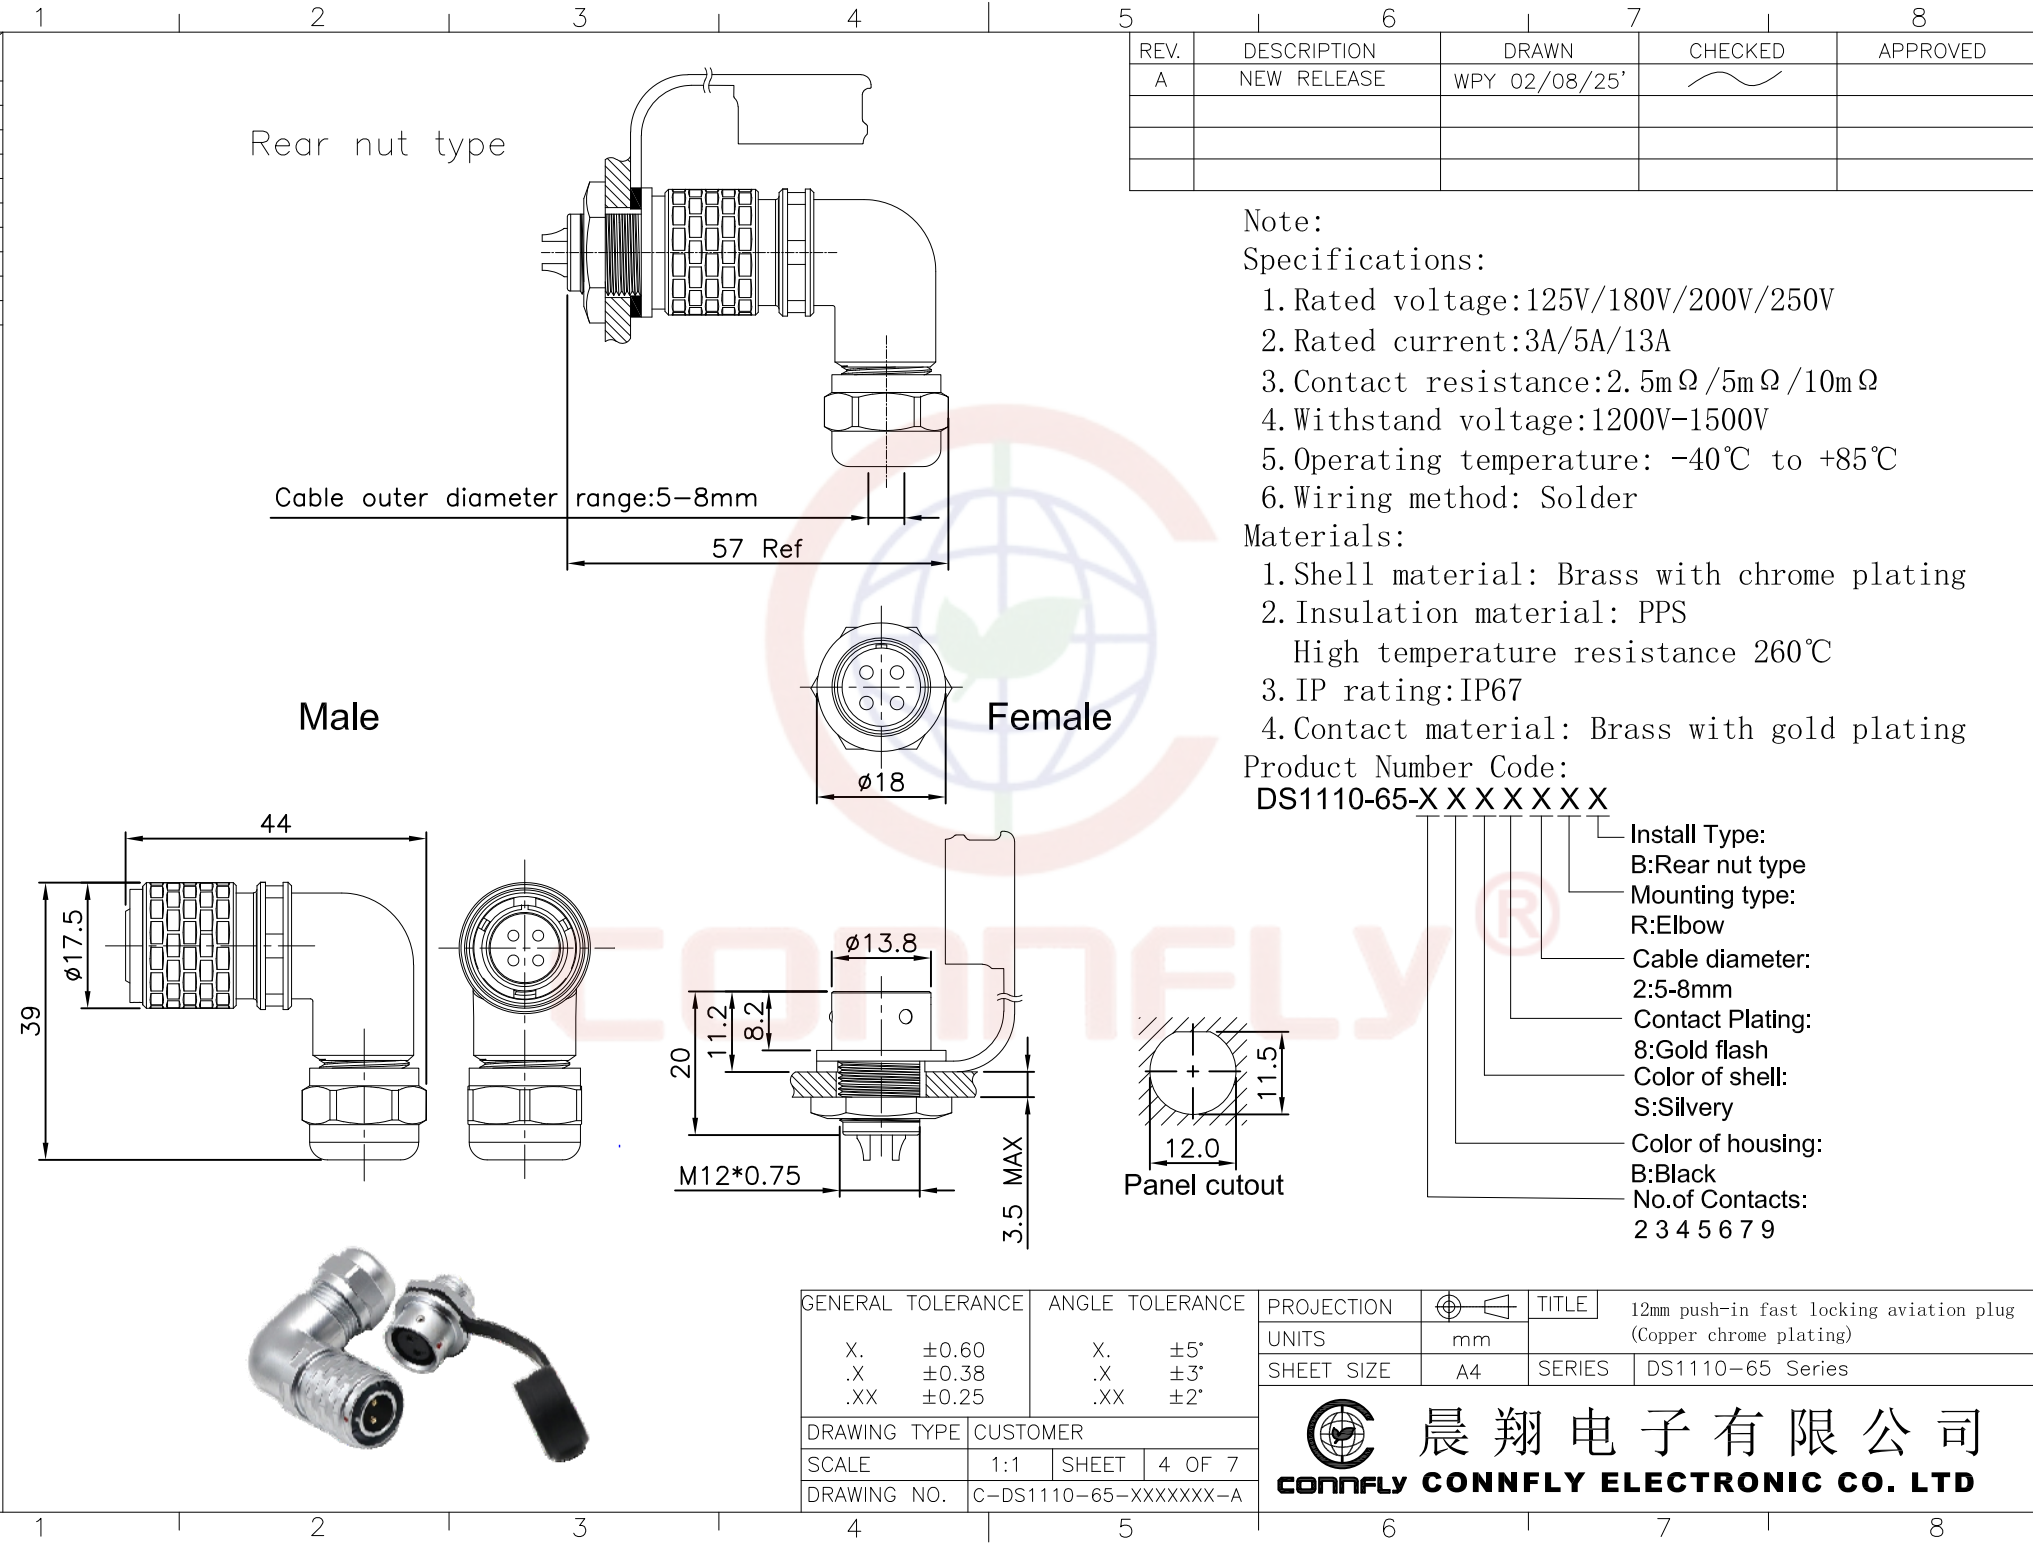 1 2 3 4 5 6 7 8
REV. DESCRIPTION DRAWN CHECKED APPROVED
A NEW RELEASE WPY 02/08/25'
Rear nut type
Cable outer diameter range:5-8mm
57 Ref
Note:
Specifications:
1.Rated voltage:125V/180V/200V/250V
2.Rated current:3A/5A/13A
3.Contact resistance:2.5mΩ/5mΩ/10mΩ
4.Withstand voltage:1200V-1500V
5.Operating temperature: -40℃ to +85℃
6.Wiring method: Solder
Materials:
1.Shell material: Brass with chrome plating
2.Insulation material: PPS
High temperature resistance 260℃
3.IP rating:IP67
4.Contact material: Brass with gold plating
Product Number Code:
DS1110-65-X X X X X X X
Install Type:
B:Rear nut type
Mounting type:
R:Elbow
Cable diameter:
2:5-8mm
Contact Plating:
8:Gold flash
Color of shell:
S:Silvery
Color of housing:
B:Black
No.of Contacts:
2 3 4 5 6 7 9
Male
Female
ø18
44
ø17.5
39
ø13.8
20
11.2
8.2
M12*0.75
3.5 MAX
11.5
12.0
Panel cutout
CONNFLY®
GENERAL TOLERANCE ANGLE TOLERANCE
X. ±0.60 X. ±5°
.X ±0.38 .X ±3°
.XX ±0.25 .XX ±2°
DRAWING TYPE CUSTOMER
SCALE 1:1 SHEET 4 OF 7
DRAWING NO. C-DS1110-65-XXXXXXX-A
PROJECTION TITLE 12mm push-in fast locking aviation plug
(Copper chrome plating)
UNITS mm
SHEET SIZE A4 SERIES DS1110-65 Series
晨翔电子有限公司
CONNFLY CONNFLY ELECTRONIC CO. LTD
1 2 3 4 5 6 7 8